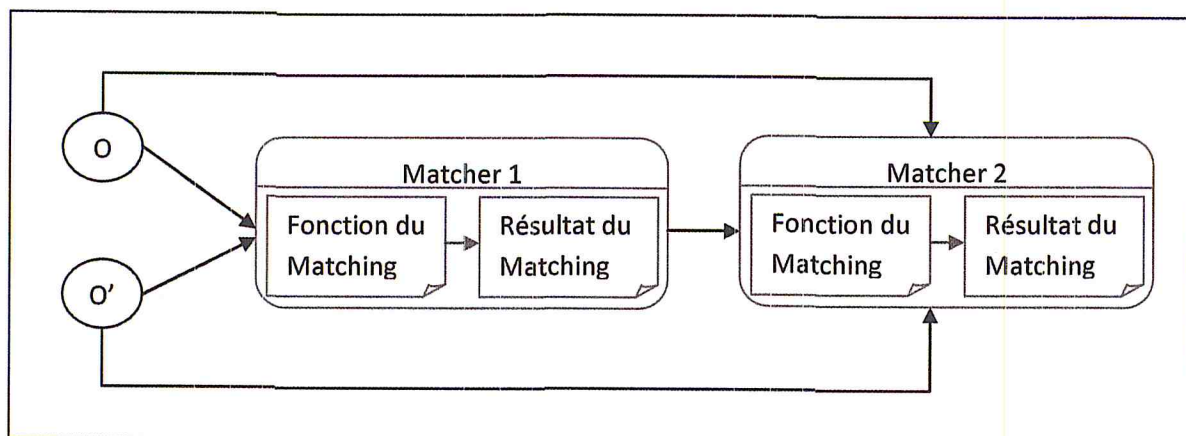 O
Matcher 1
Matcher 2
Fonction du
Matching
Résultat du
Matching
Fonction du
Matching
Résultat du
Matching
O'